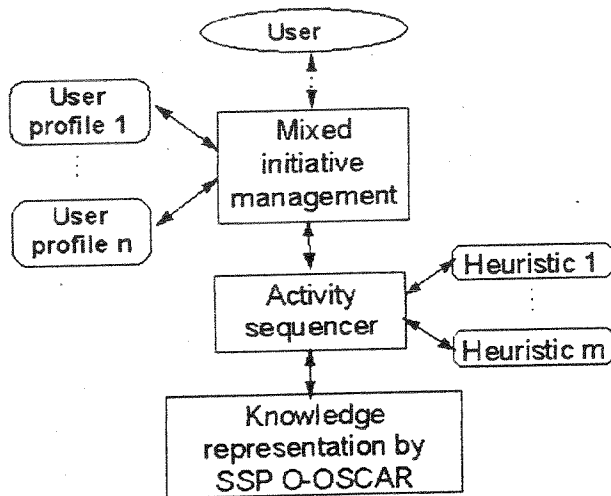 User
User
profile 1
Mixed
initiative
management
User
profile n
Activity
sequencer
Heuristic 1
Heuristic m
Knowledge
representation by
SSP O-OSCAR